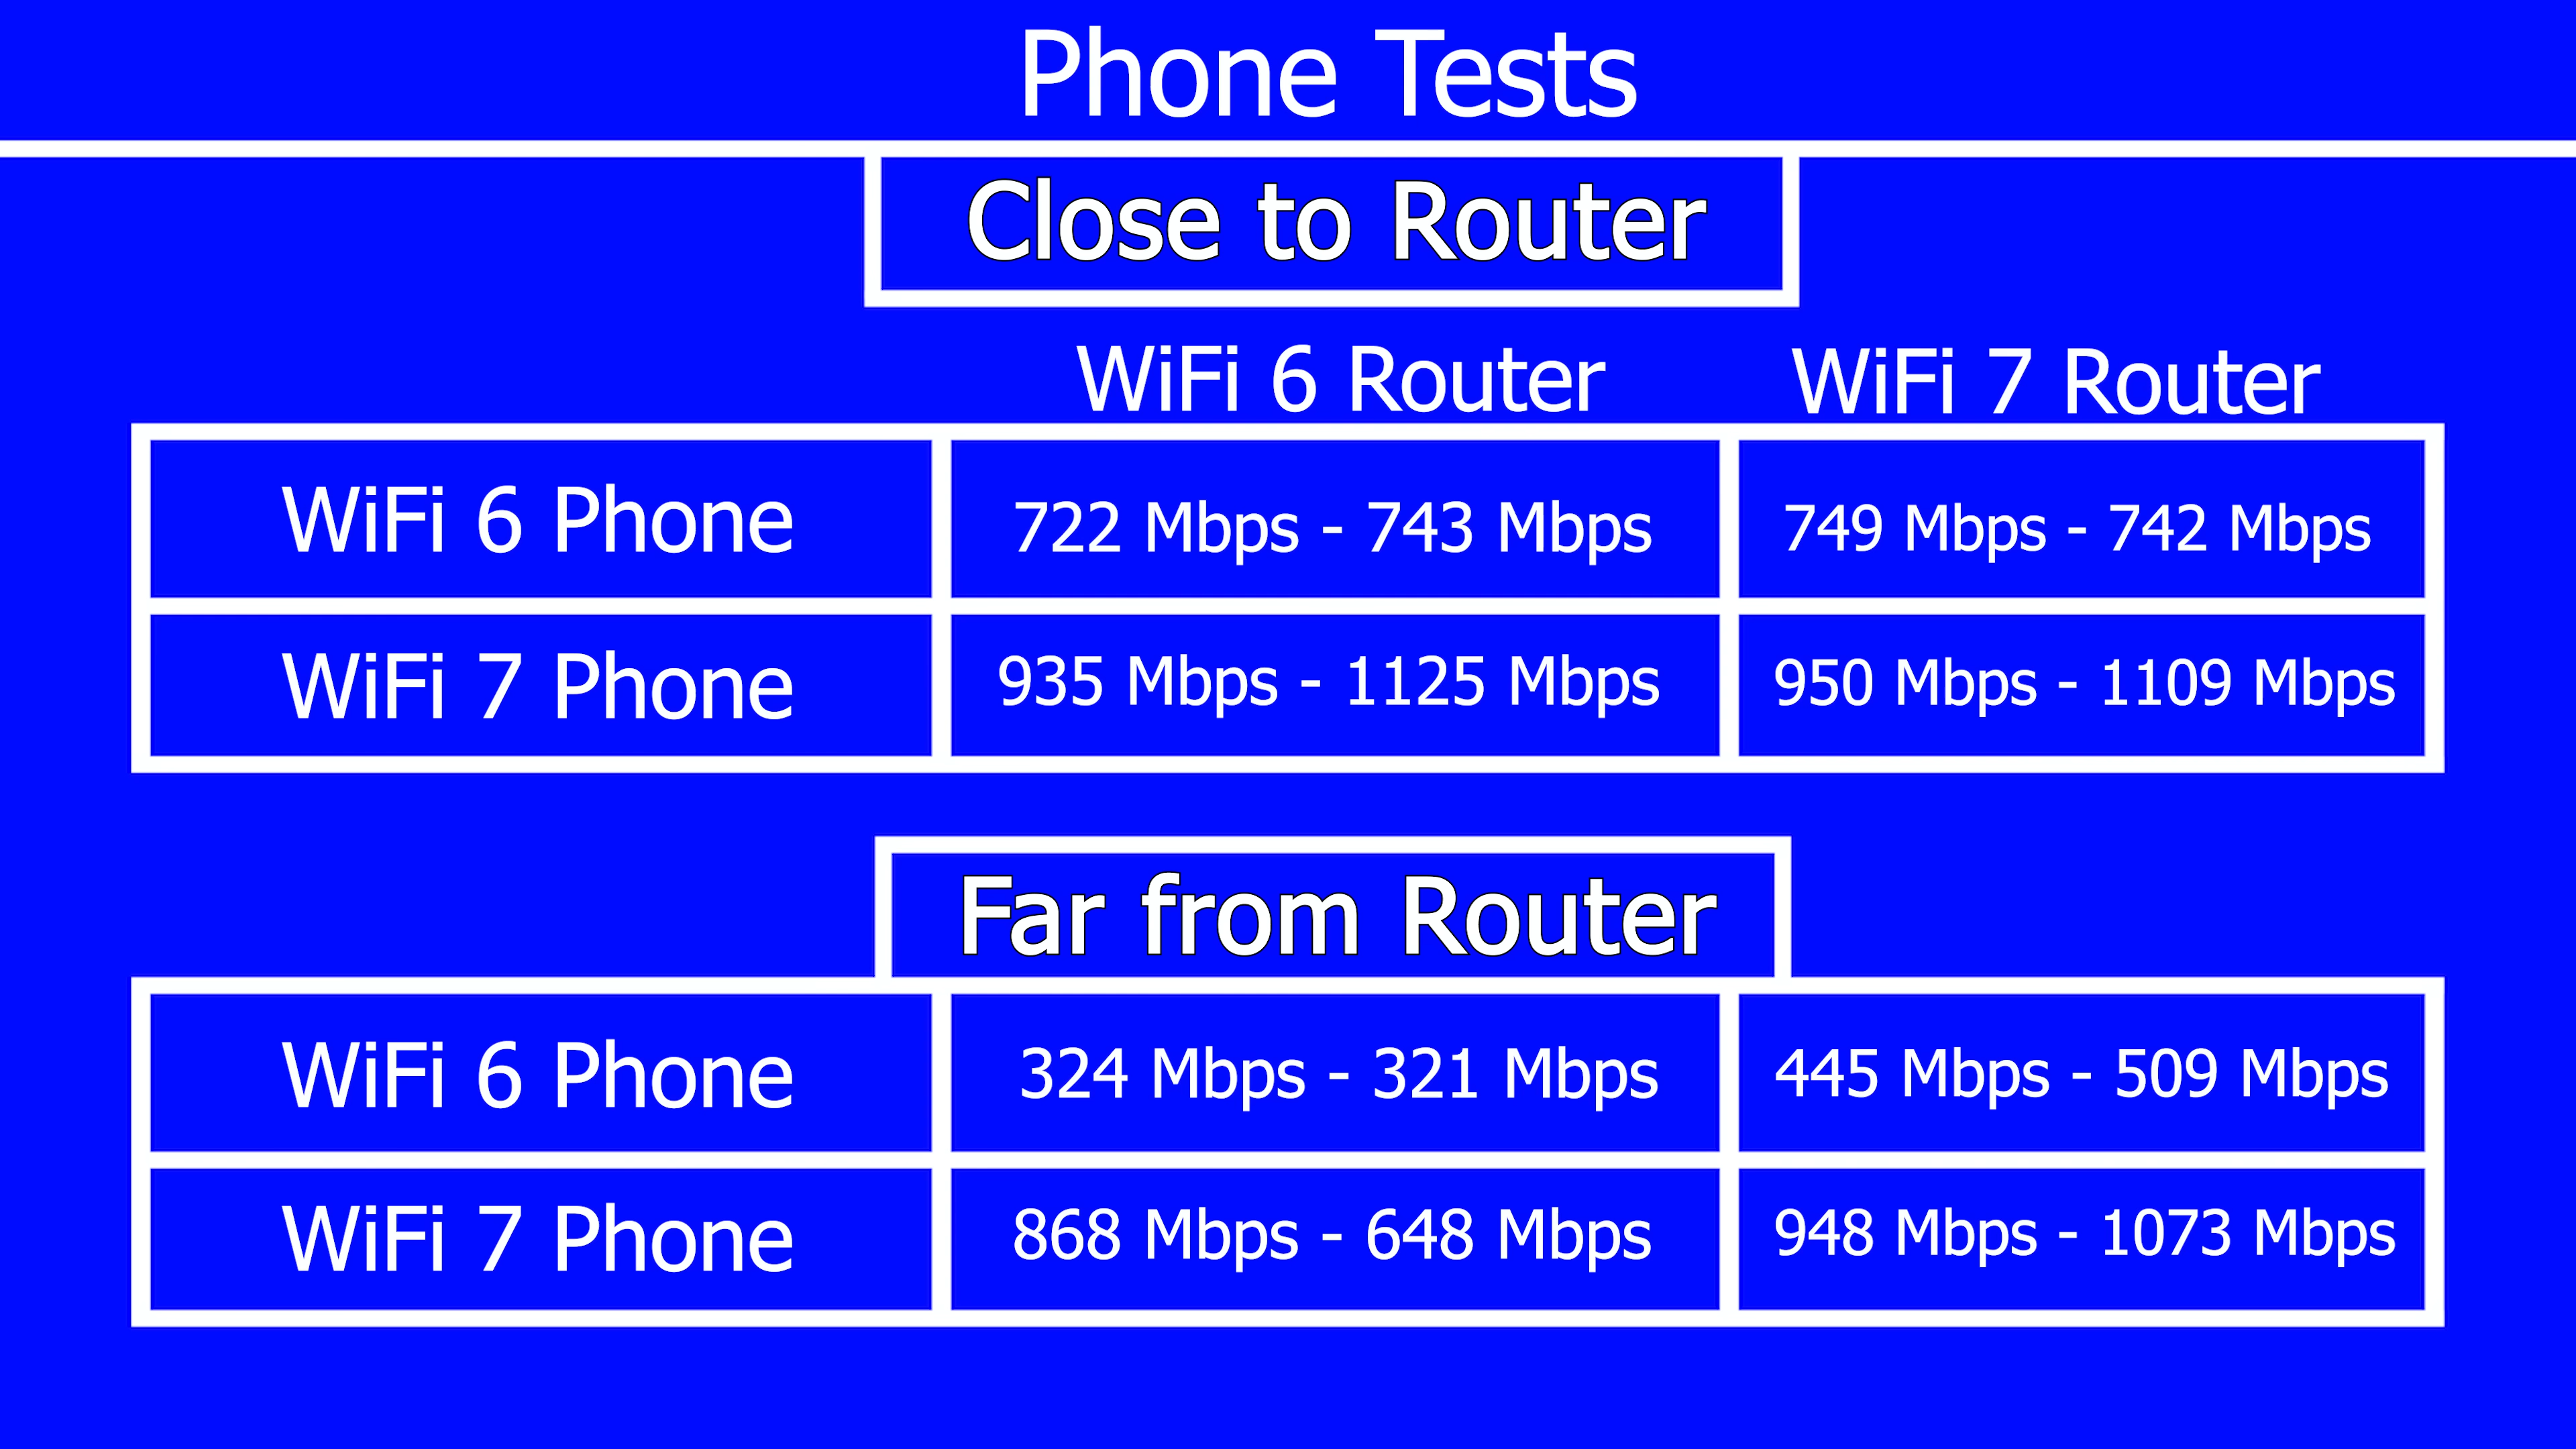 Phone Tests
Close to Router
WiFi 6 Router WiFi 7 Router
WiFi 6 Phone 722 Mbps - 743 Mbps 749 Mbps - 742 Mbps
WiFi 7 Phone 935 Mbps - 1125 Mbps 950 Mbps - 1109 Mbps
Far from Router
WiFi 6 Phone 324 Mbps - 321 Mbps 445 Mbps - 509 Mbps
WiFi 7 Phone 868 Mbps - 648 Mbps 948 Mbps - 1073 Mbps